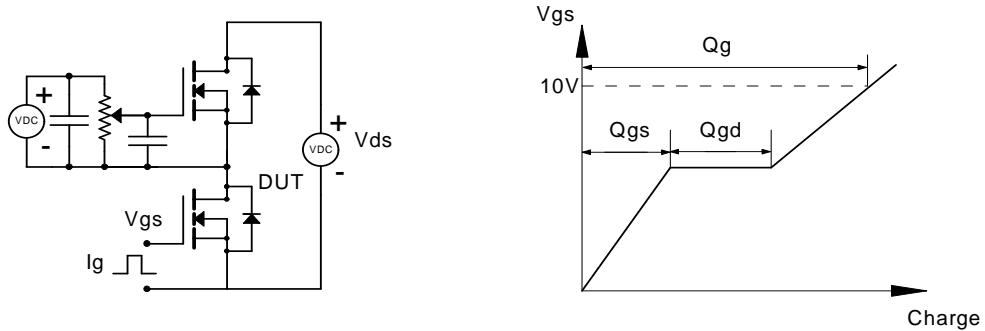 +
VDC
-
+
VDC
-
Vds
DUT
Vgs
Ig
Vgs
Qg
10V
Qgs
Qgd
Charge